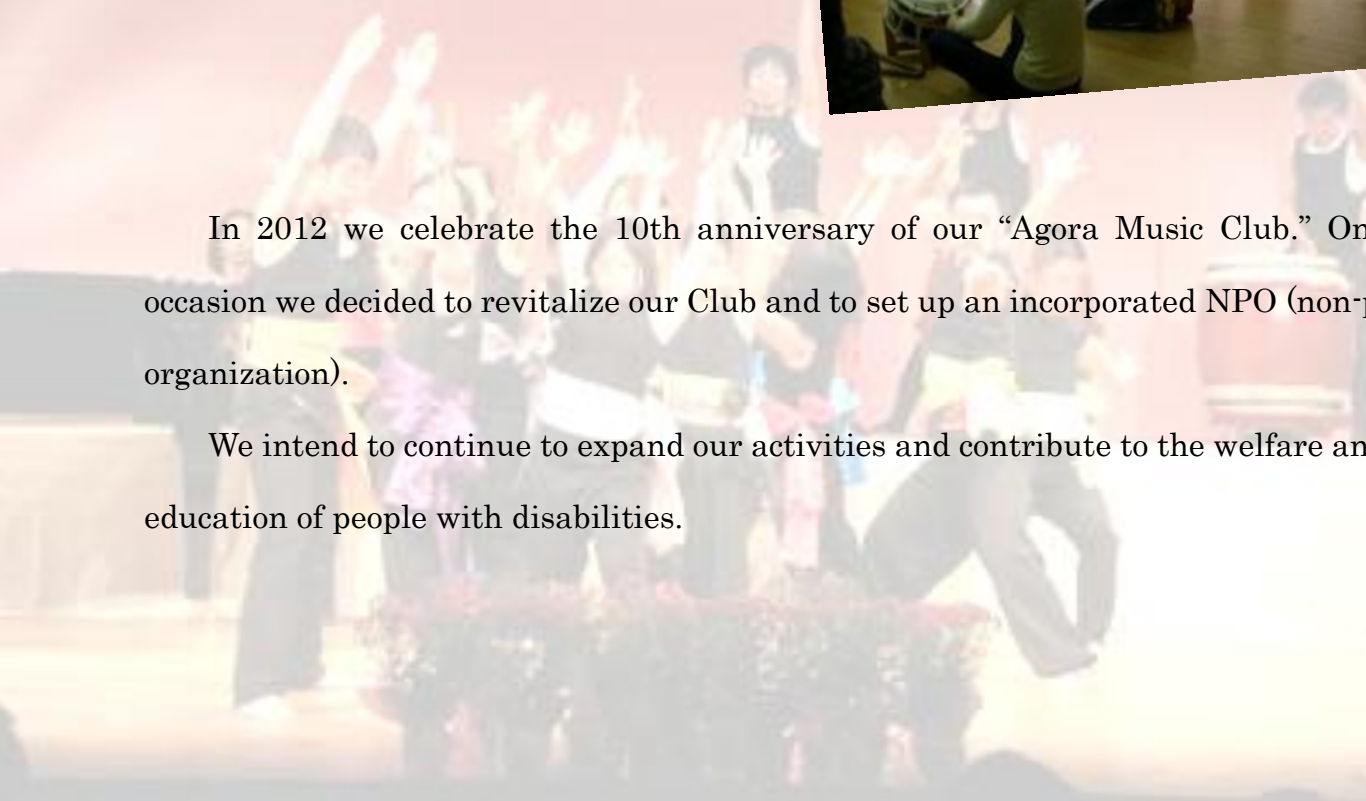 In 2012 we celebrate the 10th anniversary of our “Agora Music Club.” On
occasion we decided to revitalize our Club and to set up an incorporated NPO (non-
organization).
We intend to continue to expand our activities and contribute to the welfare an
education of people with disabilities.